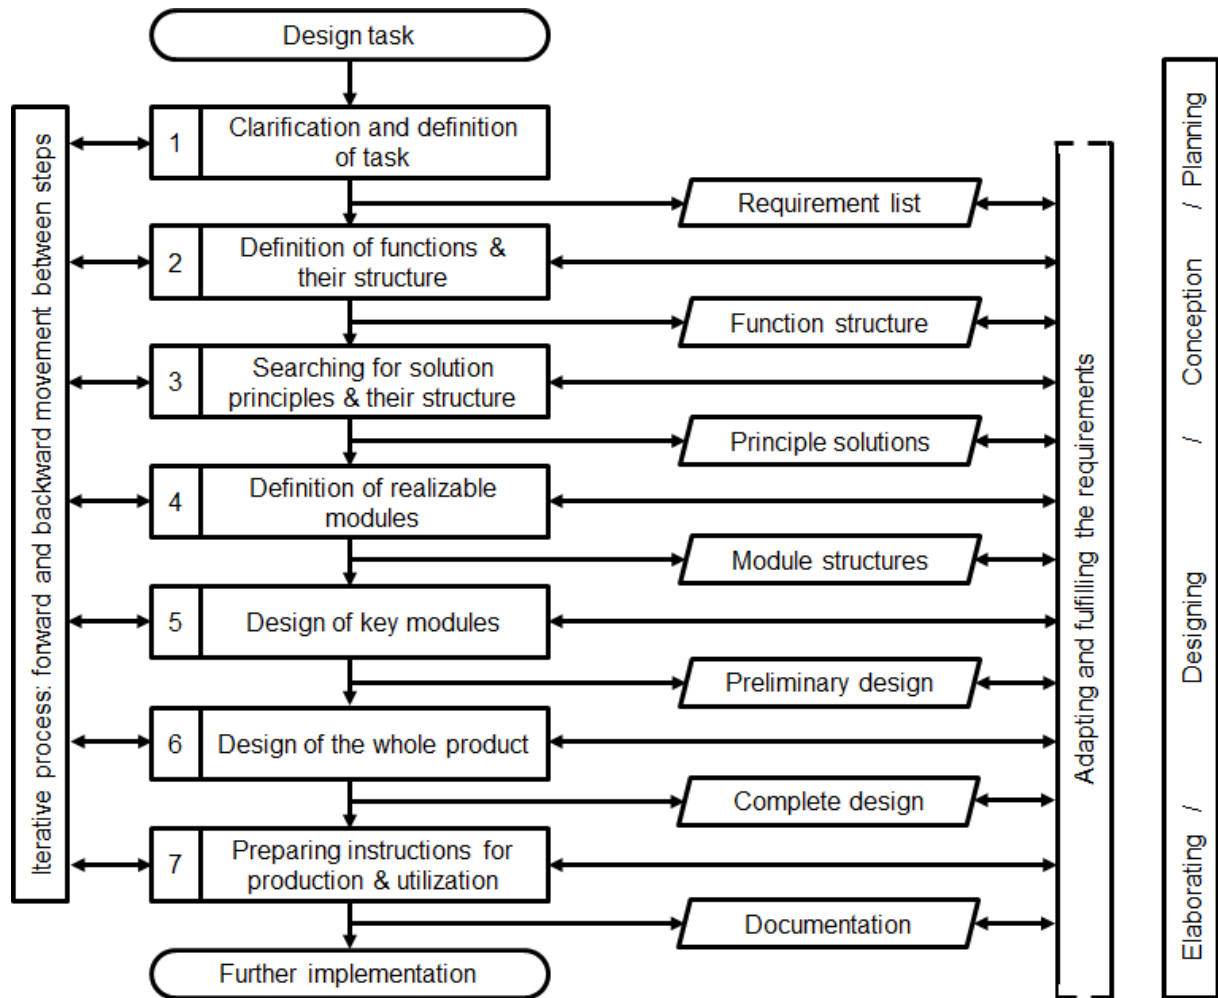 Design task
1
Clarification and definition
of task
Requirement list
2
Definition of functions &
their structure
Function structure
3
Searching for solution
principles & their structure
Principle solutions
4
Definition of realizable
modules
Module structures
5
Design of key modules
Preliminary design
6
Design of the whole product
Complete design
7
Preparing instructions for
production & utilization
Documentation
Further implementation
Iterative process: forward and backward movement between steps
Adapting and fulfilling the requirements
Elaborating / Designing / Conception / Planning